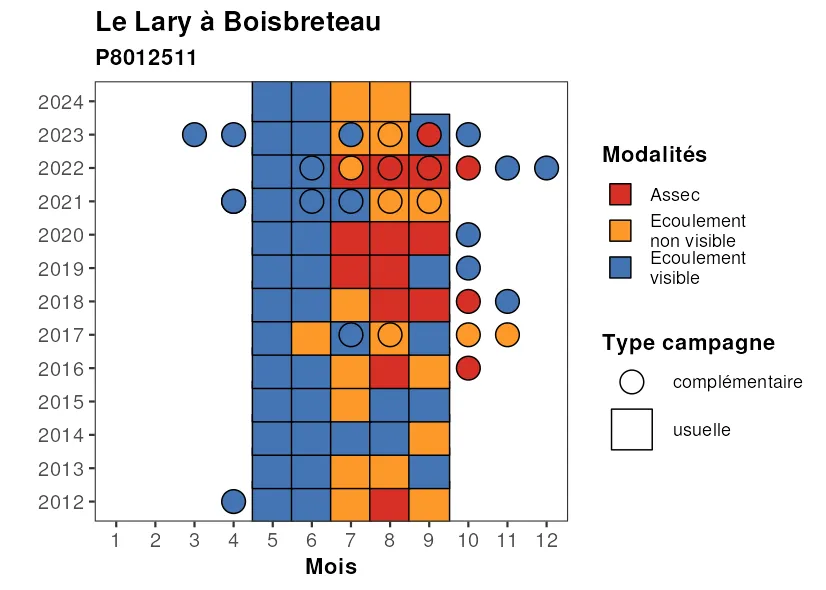 Le Lary à Boisbreteau
P8012511
2024
2023
2022
2021
2020
2019
2018
2017
2016
2015
2014
2013
2012
1 2 3 4 5 6 7 8 9 10 11 12
Mois
Modalités
Assec
Ecoulement
non visible
Ecoulement
visible
Type campagne
complémentaire
usuelle